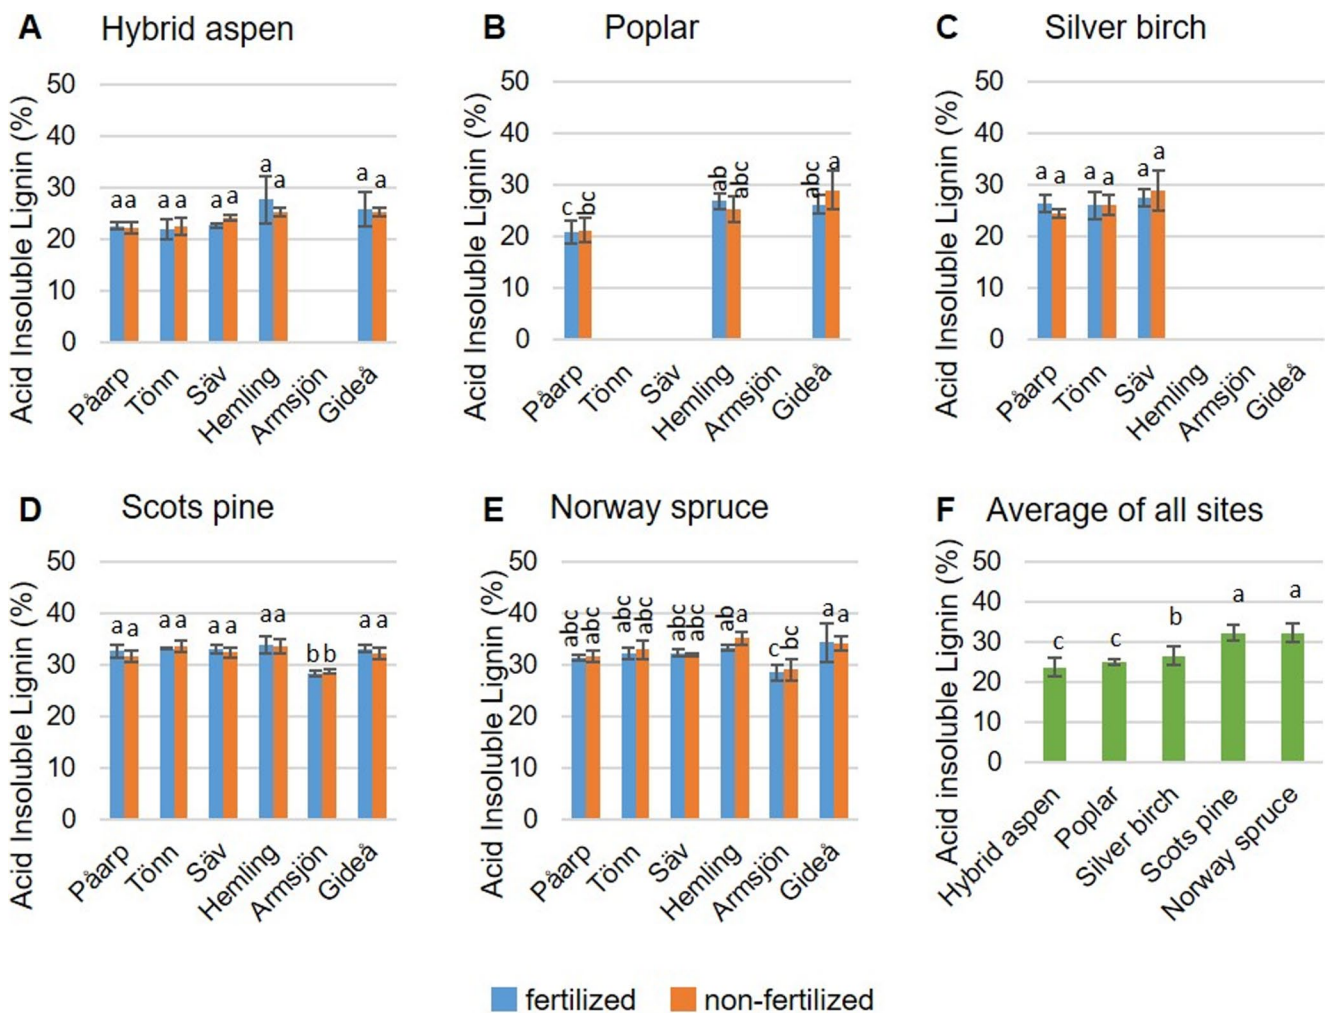 A Hybrid aspen
Acid Insoluble Lignin (%)
50
40
30
20
10
0
a a a a a a a a a a
Påarp Tönn Säv Hemling Armsjön Gideå
B Poplar
Acid Insoluble Lignin (%)
50
40
30
20
10
0
c bc ab abc abc a
Påarp Tönn Säv Hemling Armsjön Gideå
C Silver birch
Acid Insoluble Lignin (%)
50
40
30
20
10
0
a a a a a a
Påarp Tönn Säv Hemling Armsjön Gideå
D Scots pine
Acid Insoluble Lignin (%)
50
40
30
20
10
0
a a a a a a a a b b a a
Påarp Tönn Säv Hemling Armsjön Gideå
E Norway spruce
Acid Insoluble Lignin (%)
50
40
30
20
10
0
abc abc abc abc abc abc ab a c bc a a
Påarp Tönn Säv Hemling Armsjön Gideå
F Average of all sites
Acid insoluble Lignin (%)
50
40
30
20
10
0
c c b a a
Hybrid aspen Poplar Silver birch Scots pine Norway spruce
fertilized non-fertilized